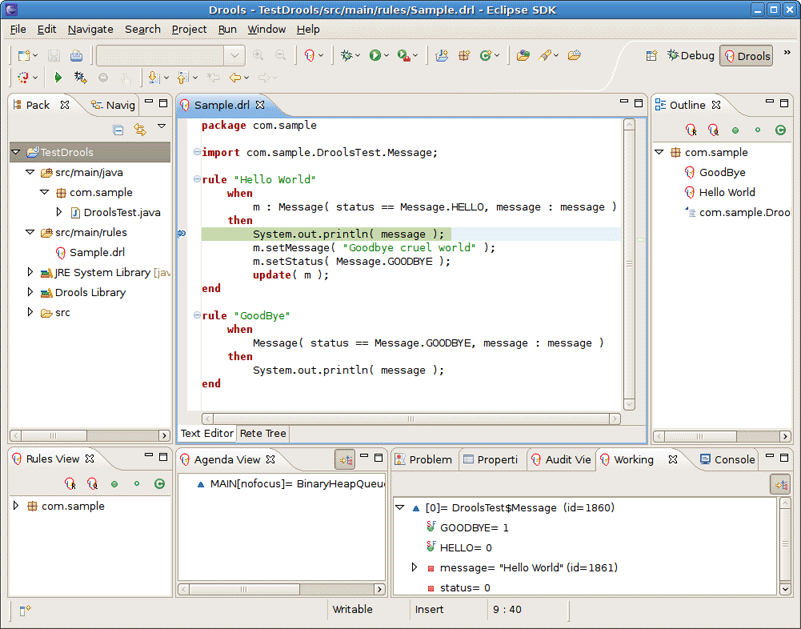 Drools - TestDrools/src/main/rules/Sample.drl - Eclipse SDK
File Edit Navigate Search Project Run Window Help
Debug Drools »
Pack Navig
TestDrools
src/main/java
com.sample
DroolsTest.java
src/main/rules
Sample.drl
JRE System Library [jav
Drools Library
src
Sample.drl
package com.sample
import com.sample.DroolsTest.Message;
rule "Hello World"
when
m : Message( status == Message.HELLO, message : message )
then
System.out.println( message );
m.setMessage( "Goodbye cruel world" );
m.setStatus( Message.GOODBYE );
update( m );
end
rule "GoodBye"
when
Message( status == Message.GOODBYE, message : message )
then
System.out.println( message );
end
Text Editor Rete Tree
Outline
com.sample
GoodBye
Hello World
com.sample.Droo
Rules View
com.sample
Agenda View
MAIN[nofocus]= BinaryHeapQueue
Problem Properti Audit Vie Working Console
[0]= DroolsTest$Message (id=1860)
GOODBYE= 1
HELLO= 0
message= "Hello World" (id=1861)
status= 0
Writable Insert 9 : 40